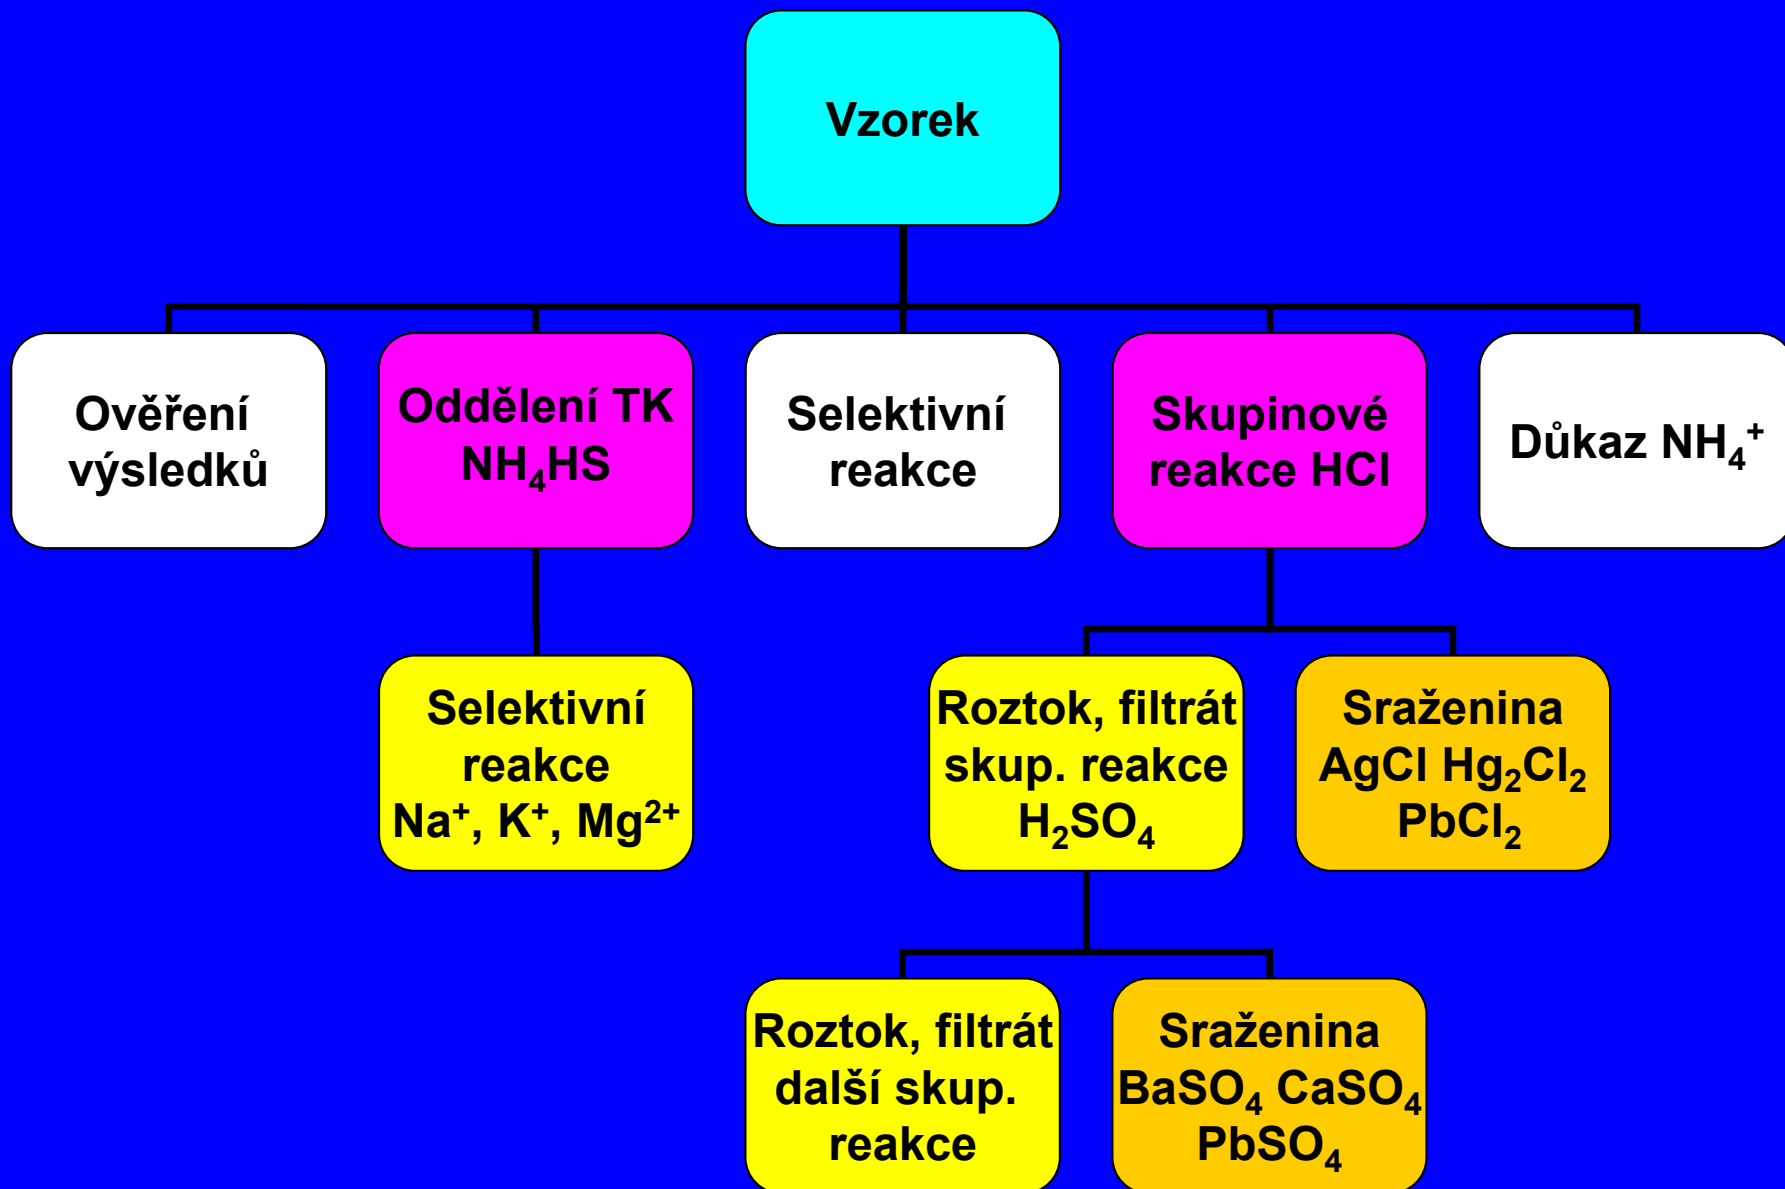 Vzorek
Ověření
výsledků
Oddělení TK
NH₄HS
Selektivní
reakce
Skupinové
reakce HCl
Důkaz NH₄⁺
Selektivní
reakce
Na⁺, K⁺, Mg²⁺
Roztok, filtrát
skup. reakce
H₂SO₄
Sraženina
AgCl Hg₂Cl₂
PbCl₂
Roztok, filtrát
další skup.
reakce
Sraženina
BaSO₄ CaSO₄
PbSO₄